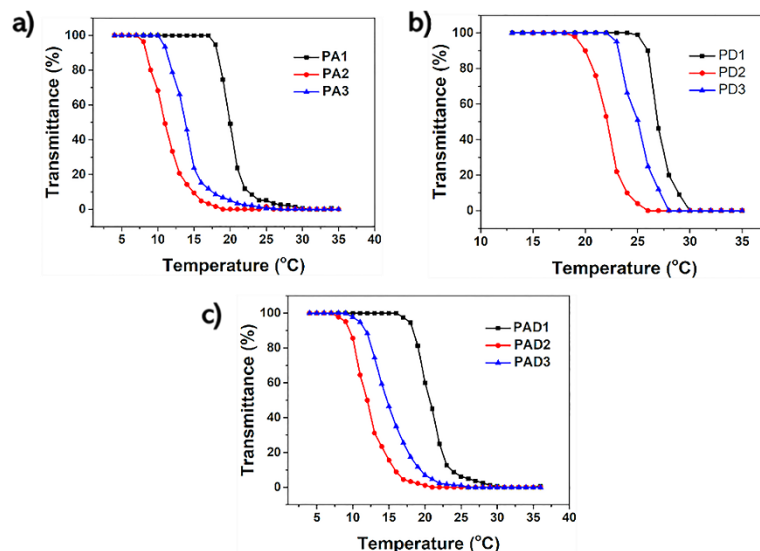 a)
PA1
PA2
PA3
Transmittance (%)
100
80
60
40
20
0
5 10 15 20 25 30 35 40
Temperature (°C)
b)
PD1
PD2
PD3
Transmittance (%)
100
80
60
40
20
0
10 15 20 25 30 35
Temperature (°C)
c)
PAD1
PAD2
PAD3
Transmittance (%)
100
80
60
40
20
0
5 10 15 20 25 30 35 40
Temperature (°C)